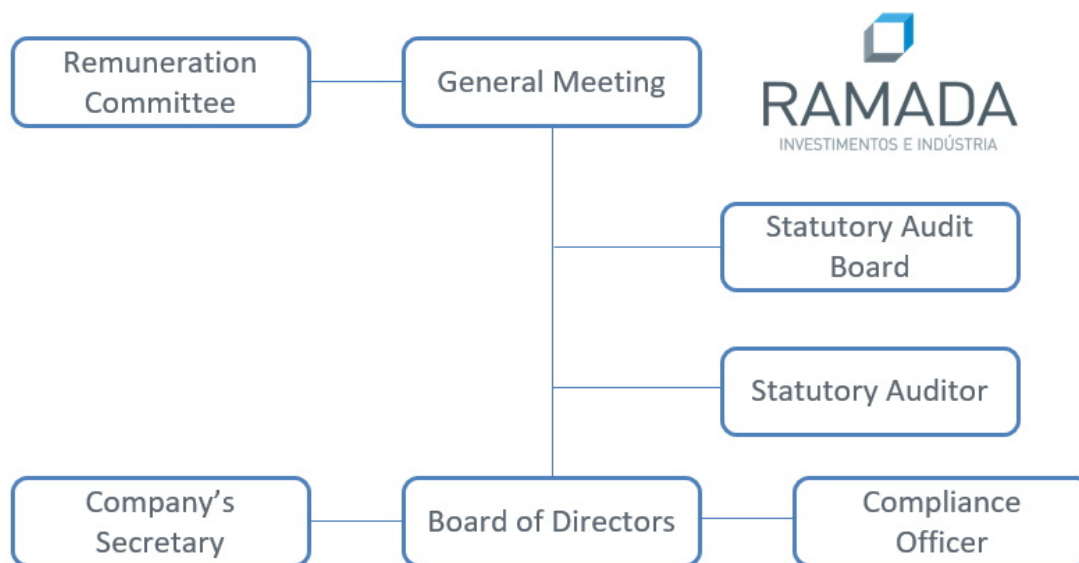 Remuneration
Committee
General Meeting
RAMADA
INVESTIMENTOS E INDÚSTRIA
Statutory Audit
Board
Statutory Auditor
Company’s
Secretary
Board of Directors
Compliance
Officer